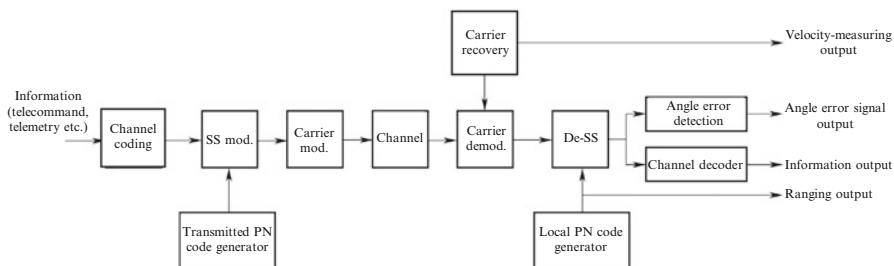 Carrier
recovery
Velocity-measuring
output
Information
(telecommand,
telemetry etc.)
Channel
coding
SS mod.
Carrier
mod.
Channel
Carrier
demod.
De-SS
Angle error
detection
Angle error signal
output
Channel decoder
Information output
Ranging output
Transmitted PN
code generator
Local PN code
generator